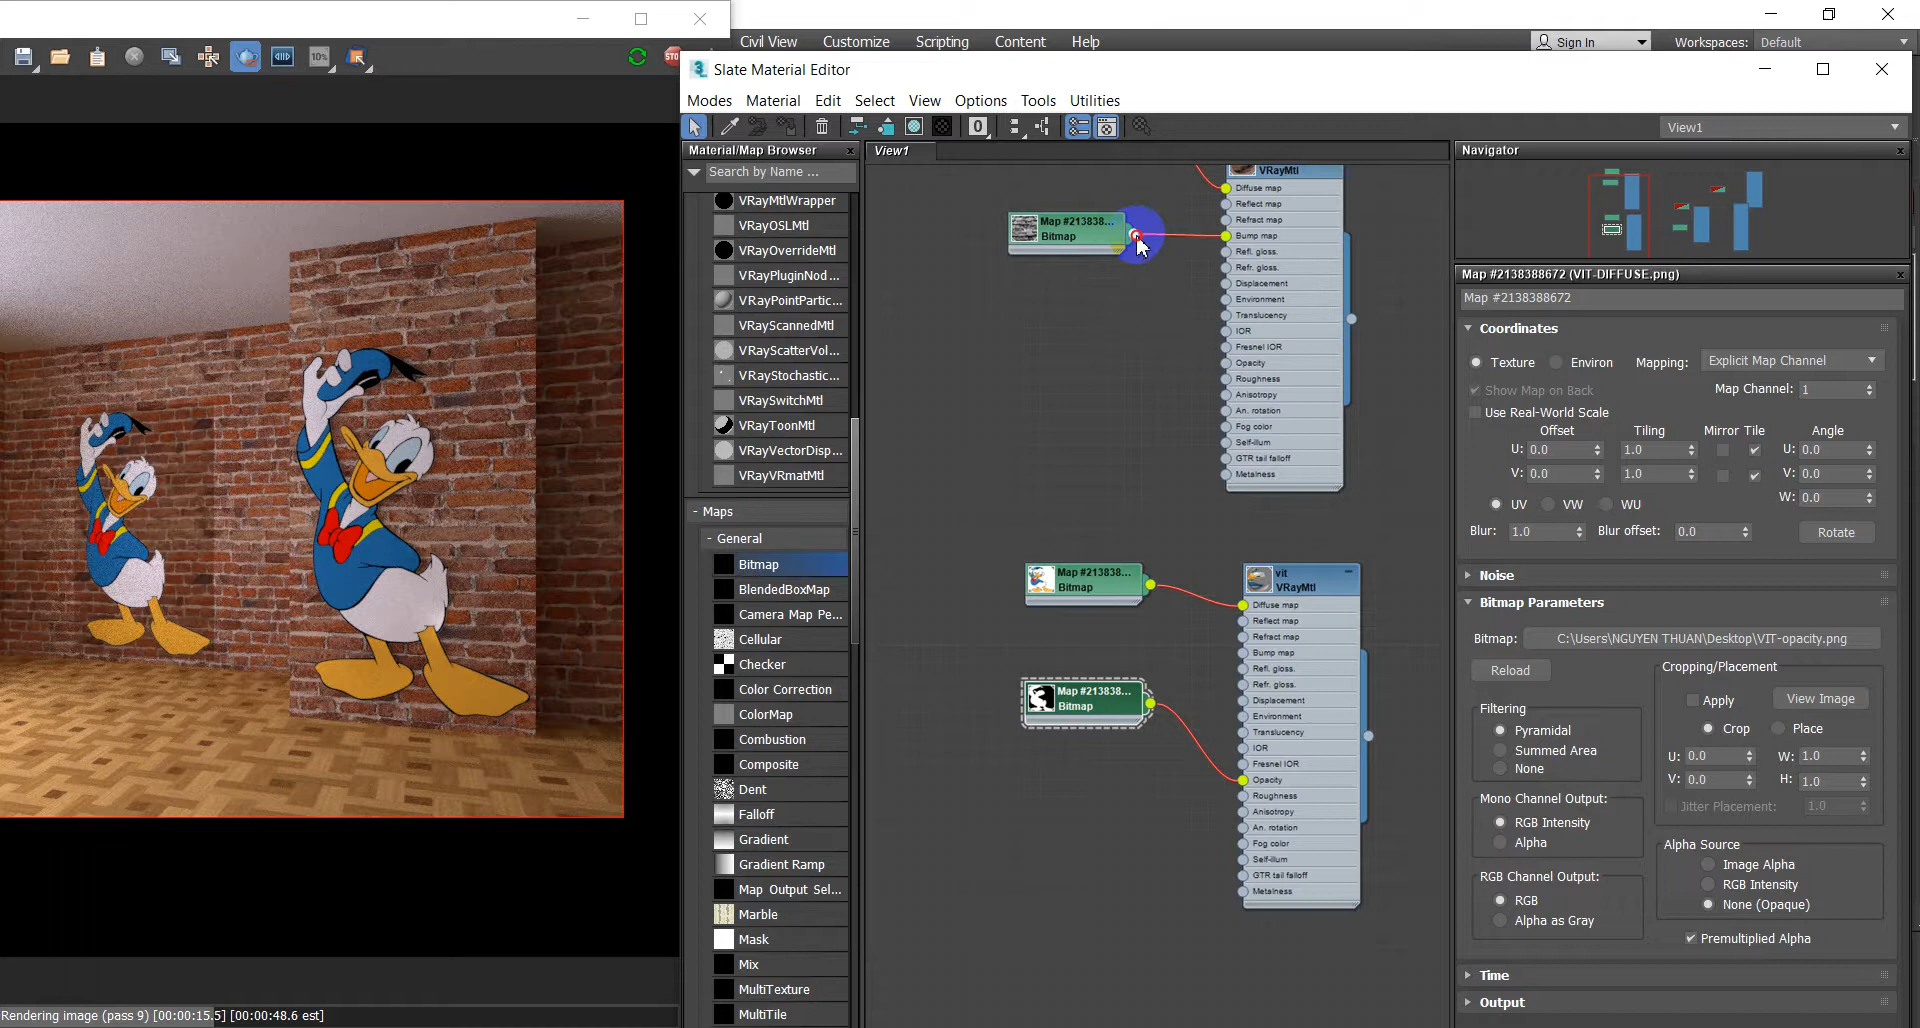 Civil View
Customize
Scripting
Content
Help
Sign In
Workspaces: Default
10%
STO
Slate Material Editor
Modes
Material
Edit
Select
View
Options
Tools
Utilities
0
View1
Material/Map Browser
Search by Name ...
VRayMtlWrapper
VRayOSLMtl
VRayOverrideMtl
VRayPluginNod...
VRayPointPartic...
VRayScannedMtl
VRayScatterVol...
VRayStochastic...
VRaySwitchMtl
VRayToonMtl
VRayVectorDisp...
VRayVRmatMtl
- Maps
- General
Bitmap
BlendedBoxMap
Camera Map Pe...
Cellular
Checker
Color Correction
ColorMap
Combustion
Composite
Dent
Falloff
Gradient
Gradient Ramp
Map Output Sel...
Marble
Mask
Mix
MultiTexture
MultiTile
View1
VRayMtl
Diffuse map
Reflect map
Refract map
Bump map
Refl. gloss.
Refr. gloss.
Displacement
Environment
Translucency
IOR
Fresnel IOR
Opacity
Roughness
Anisotropy
An. rotation
Fog color
Self-illum
GTR tail falloff
Metalness
Map #213838...
Bitmap
Map #213838...
Bitmap
Map #213838...
Bitmap
vit
VRayMtl
Diffuse map
Reflect map
Refract map
Bump map
Refl. gloss.
Refr. gloss.
Displacement
Environment
Translucency
IOR
Fresnel IOR
Opacity
Roughness
Anisotropy
An. rotation
Fog color
Self-illum
GTR tail falloff
Metalness
Navigator
Map #2138388672 (VIT-DIFFUSE.png)
Map #2138388672
Coordinates
Texture
Environ
Mapping: Explicit Map Channel
Show Map on Back
Map Channel: 1
Use Real-World Scale
Offset
Tiling
Mirror Tile
Angle
U: 0.0
1.0
U: 0.0
V: 0.0
1.0
V: 0.0
W: 0.0
UV
VW
WU
Blur: 1.0
Blur offset: 0.0
Rotate
Noise
Bitmap Parameters
Bitmap: C:\Users\NGUYEN THUAN\Desktop\VIT-opacity.png
Reload
Cropping/Placement
Apply
View Image
Crop
Place
U: 0.0
W: 1.0
V: 0.0
H: 1.0
Jitter Placement: 1.0
Filtering
Pyramidal
Summed Area
None
Mono Channel Output:
RGB Intensity
Alpha
RGB Channel Output:
RGB
Alpha as Gray
Alpha Source
Image Alpha
RGB Intensity
None (Opaque)
Premultiplied Alpha
Time
Output
Rendering image (pass 9) [00:00:15.5] [00:00:48.6 est]